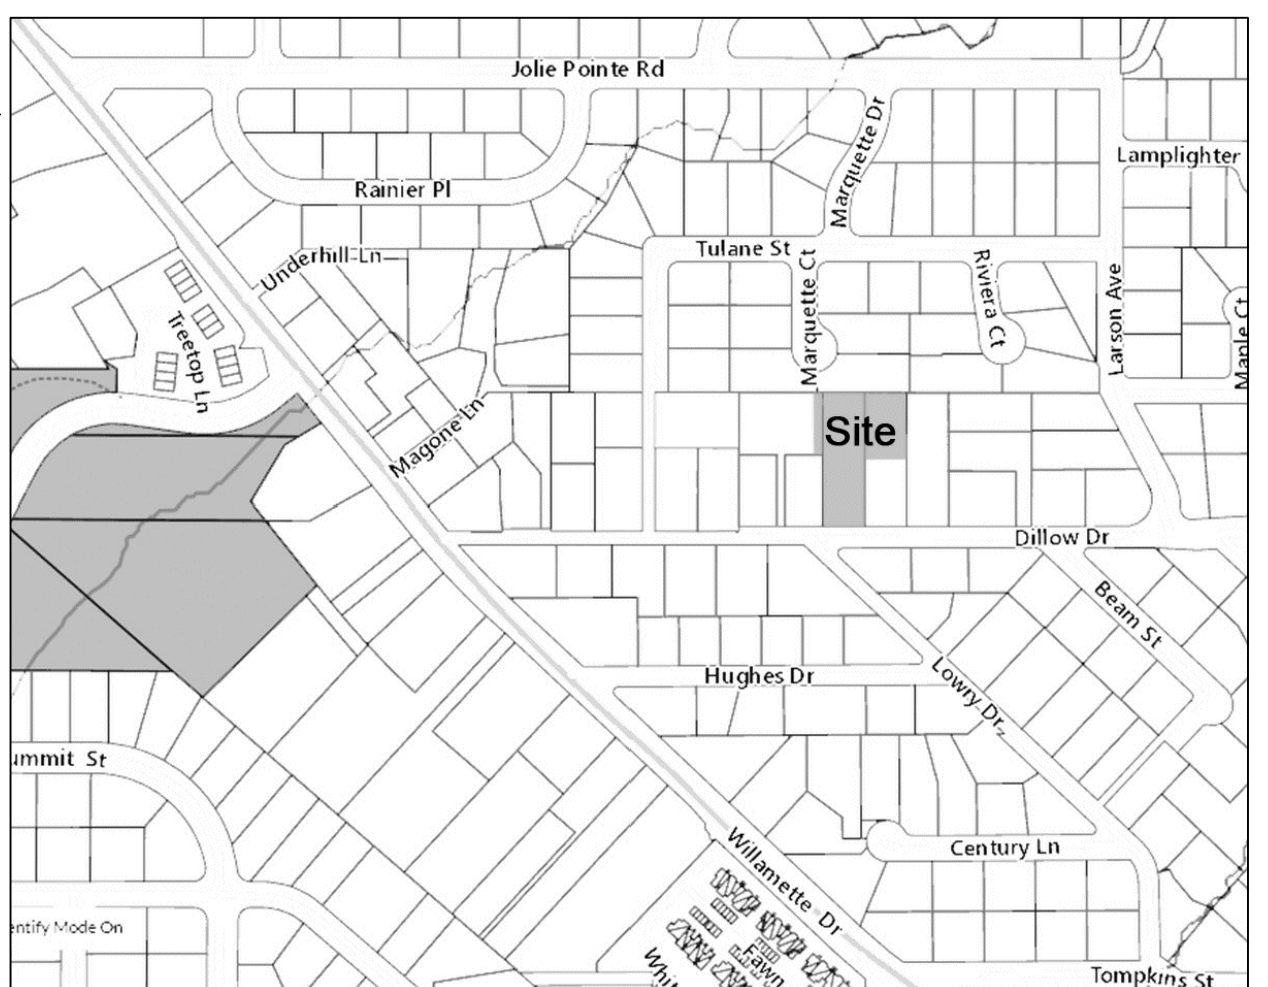 Jolie Pointe Rd
Marquette Dr
Lamplighter
Rainier Pl
Tulane St
Underhill Ln
Marquette Ct
Riviera Ct
Larson Ave
Maple Ct
Treetop Ln
Magone Ln
Site
Dillow Dr
Beam St
Hughes Dr
Lowry Dr
ummit St
Willamette Dr
Century Ln
entify Mode On
Fawn
Whi
Tompkins St